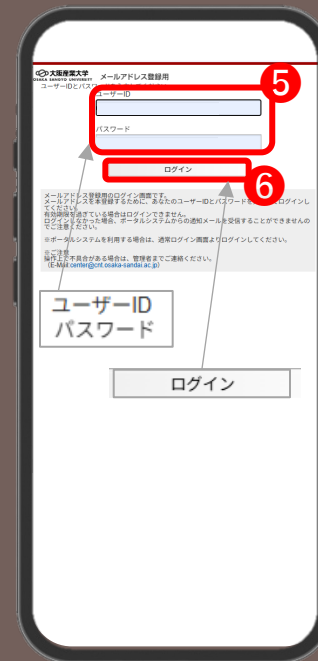 大阪産業大学 メールアドレス登録用
OSAKA SANGYO UNIVERSITY
ユーザーIDとパスワ
ユーザーID
5
パスワード
ログイン
6
メールアドレス登録用のログイン画面です。
メールアドレスを本登録するために、あなたのユーザーIDとパスワードを
ログインし
てください。
有効期限を過ぎている場合はログインできません。
ログインしなかった場合、ポータルシステムからの通知メールを受信することができませんの
でご注意ください。
※ポータルシステムを利用する場合は、通常ログイン画面よりログインしてください。
※ご注意
操作上で不具合がある場合は、管理者までご連絡ください。
(E-Mail:center@cnt.osaka-sandai.ac.jp)
ユーザーID
パスワード
ログイン